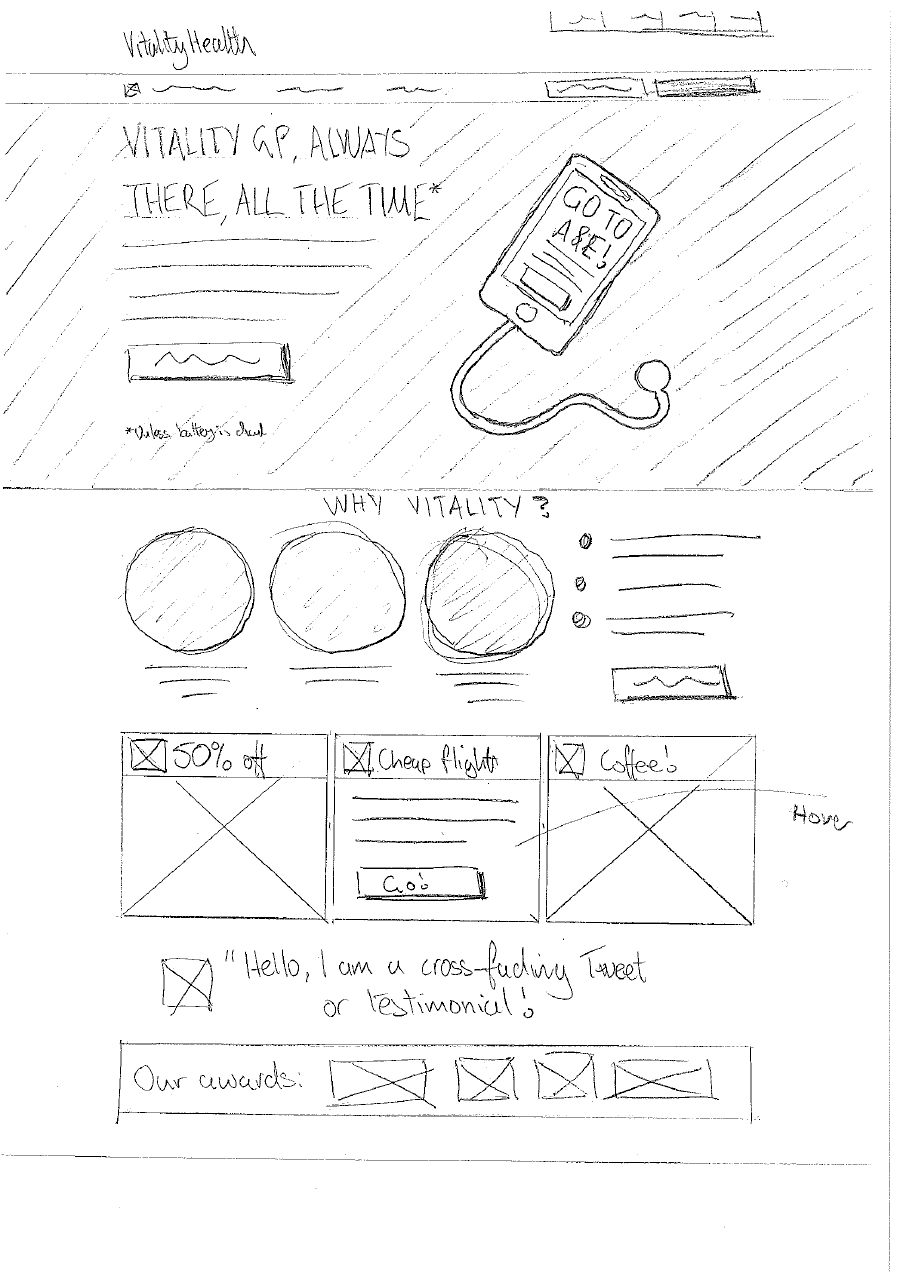 VitalityHealth
VITALITY GP, ALWAYS
THERE, ALL THE TIME*
GO TO
A&E!
*Unless battery is dead
WHY VITALITY?
50% off
Cheap flights
Coffee!
Go!
Hover
"Hello, I am a cross-fading Tweet
or testimonial!
Our awards: